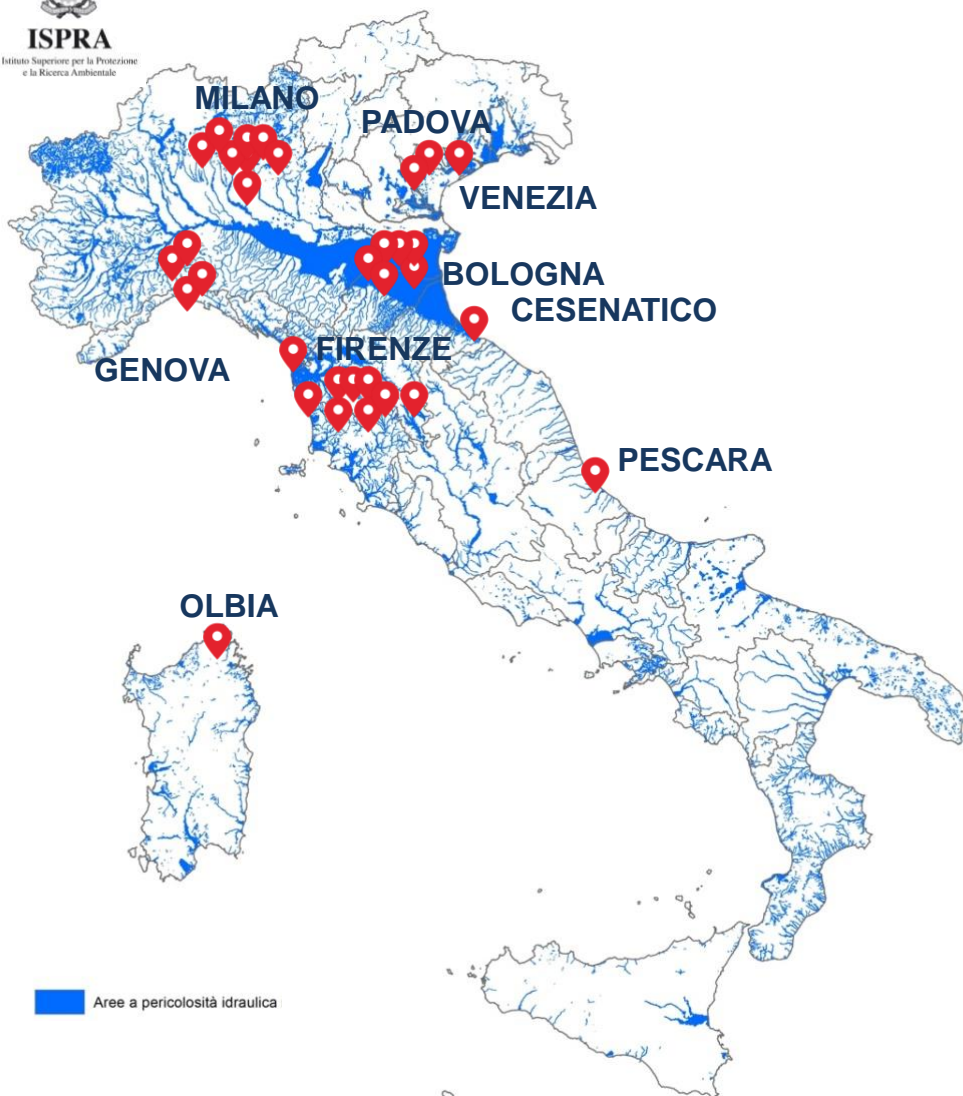 ISPRA
Istituto Superiore per la Protezione
e la Ricerca Ambientale
MILANO
PADOVA
VENEZIA
BOLOGNA
CESENATICO
FIRENZE
GENOVA
PESCARA
OLBIA
Aree a pericolosità idraulica